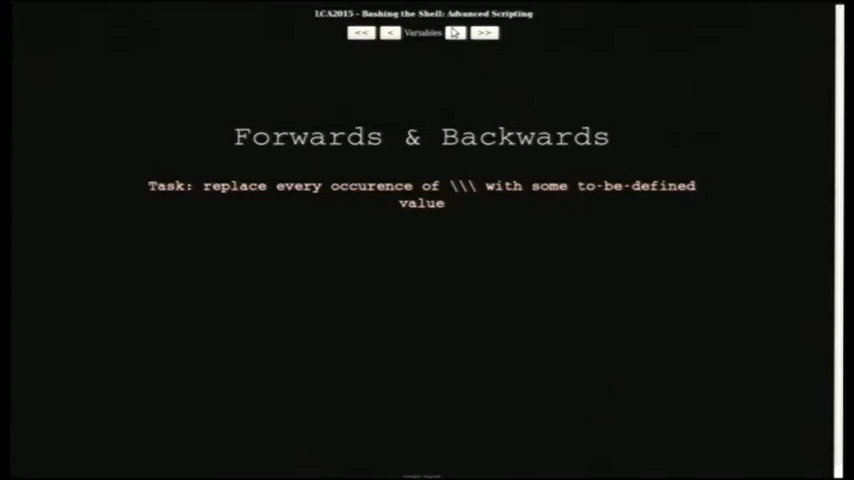 LCA2015 - Bashing the Shell: Advanced Scripting
<< < Variables >>
Forwards & Backwards
Task: replace every occurence of \\\ with some to-be-defined
value